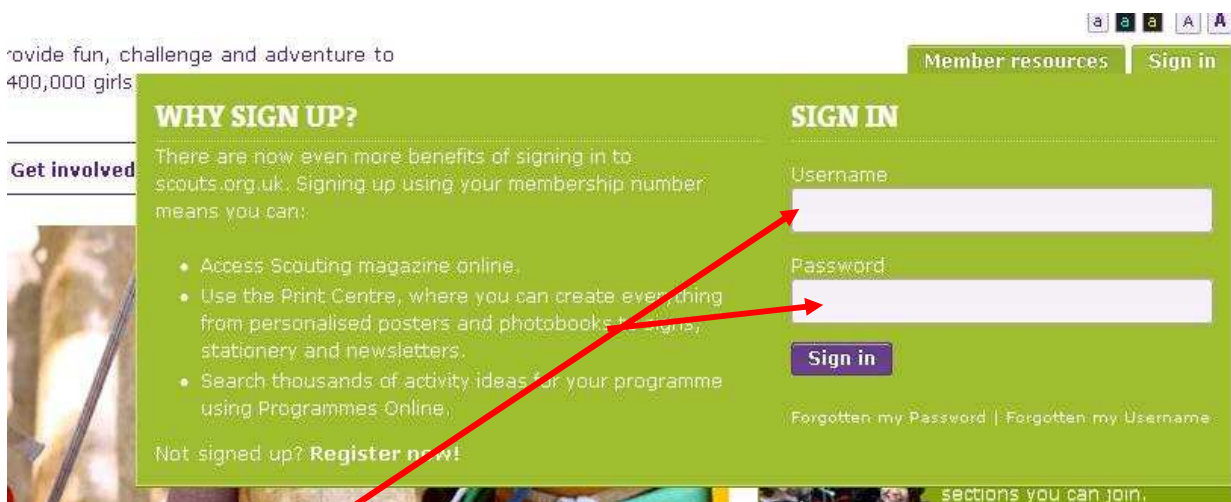 a a a A A
rovide fun, challenge and adventure to
400,000 girls
Member resources
Sign in
Get involved
WHY SIGN UP?
There are now even more benefits of signing in to
scouts.org.uk. Signing up using your membership number
means you can:
• Access Scouting magazine online.
• Use the Print Centre, where you can create everything
from personalised posters and photobooks to signs,
stationery and newsletters.
• Search thousands of activity ideas for your programme
using Programmes Online.
Not signed up? Register now!
SIGN IN
Username
Password
Sign in
Forgotten my Password | Forgotten my Username
sections you can join.